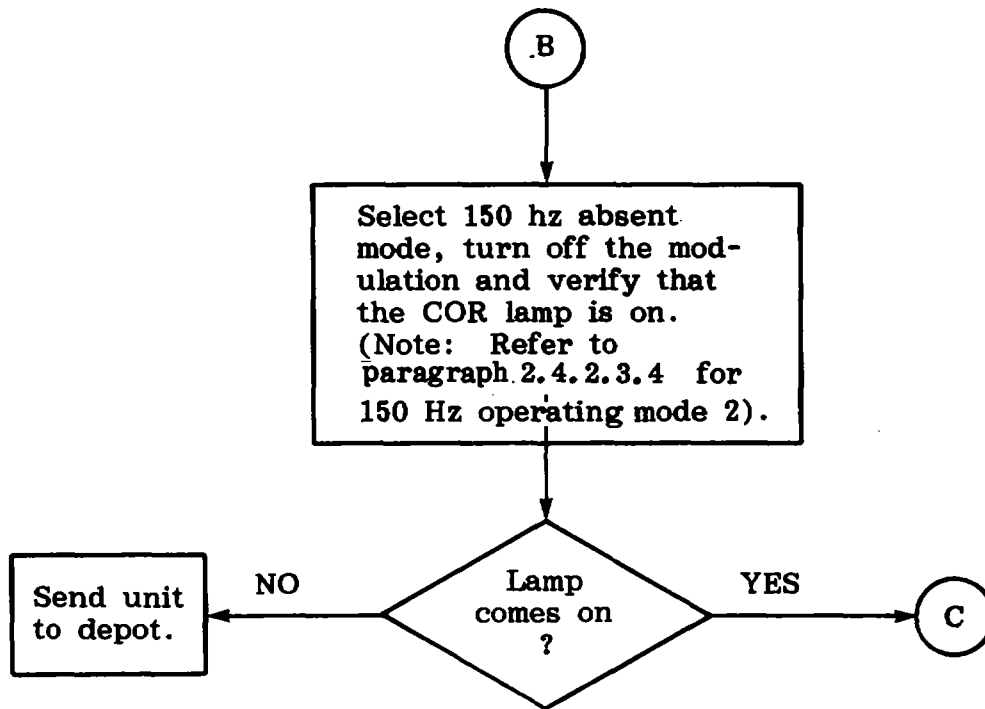 .B
Select 150 hz absent
mode, turn off the mod-
ulation and verify that
the COR lamp is on.
(Note: Refer to
paragraph 2.4.2.3.4 for
150 Hz operating mode 2).
Send unit
to depot.
NO
Lamp
comes on
?
YES
C